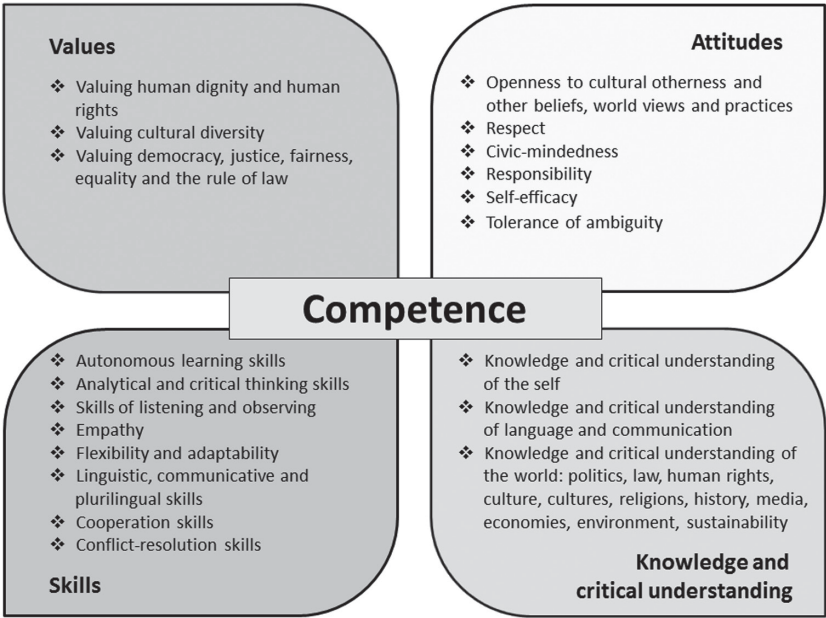 Values
❖ Valuing human dignity and human
rights
❖ Valuing cultural diversity
❖ Valuing democracy, justice, fairness,
equality and the rule of law
Attitudes
❖ Openness to cultural otherness and
other beliefs, world views and practices
❖ Respect
❖ Civic-mindedness
❖ Responsibility
❖ Self-efficacy
❖ Tolerance of ambiguity
Competence
❖ Autonomous learning skills
❖ Analytical and critical thinking skills
❖ Skills of listening and observing
❖ Empathy
❖ Flexibility and adaptability
❖ Linguistic, communicative and
plurilingual skills
❖ Cooperation skills
❖ Conflict-resolution skills
Skills
❖ Knowledge and critical understanding
of the self
❖ Knowledge and critical understanding
of language and communication
❖ Knowledge and critical understanding of
the world: politics, law, human rights,
culture, cultures, religions, history, media,
economies, environment, sustainability
Knowledge and
critical understanding